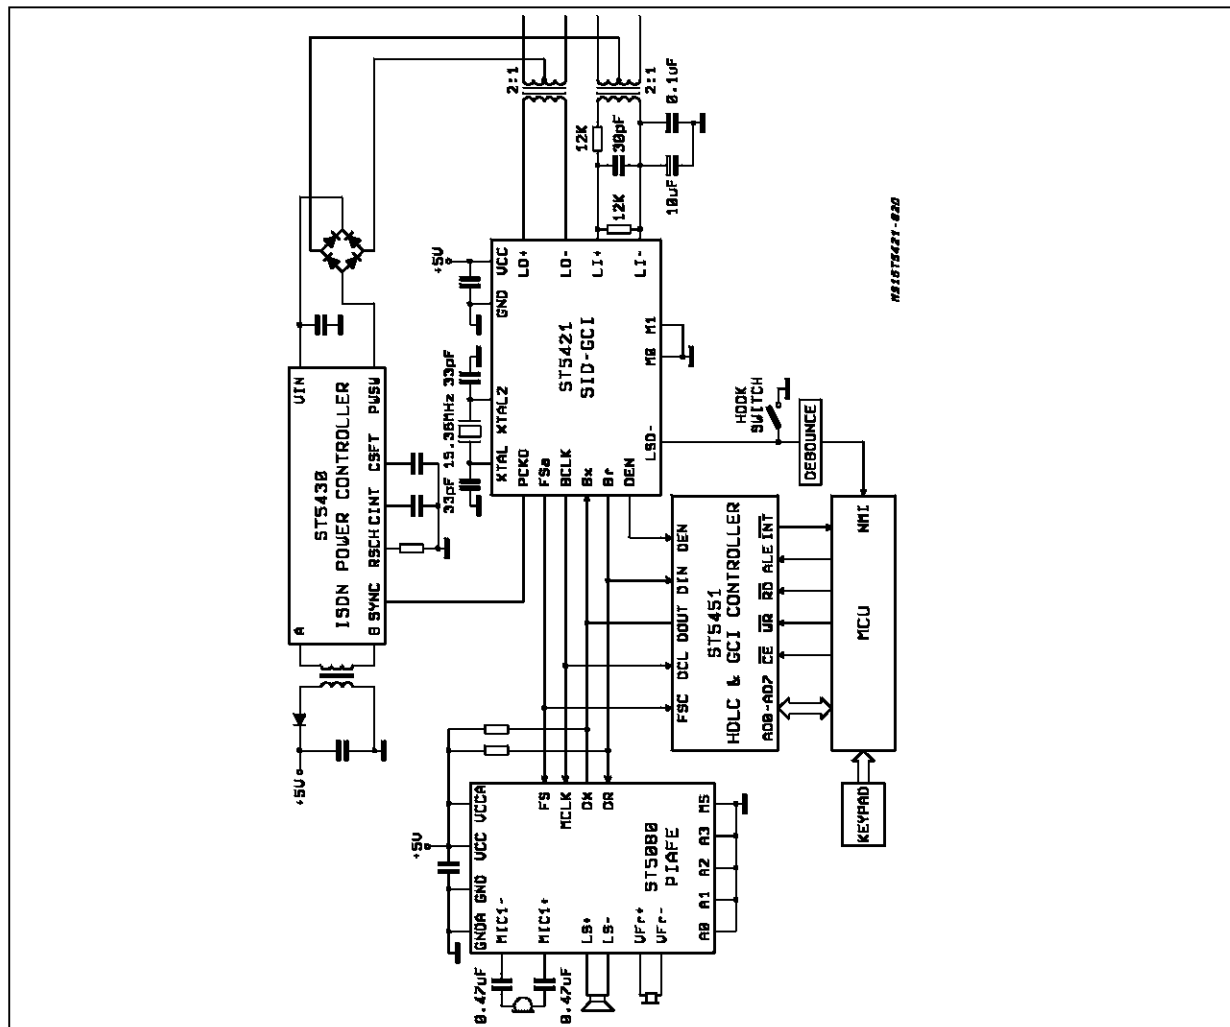 2:1
2:1
0.1uF
12K
30pF
10uF
12K
+5V
VCC
LO+
LO-
LI+
LI-
GND
ST5421
SID-GCI
M0
M1
33pF
15.36MHz
33pF
XTAL2
XTAL
PCKO
FSa
BCLK
Bx
Br
DEN
LSD-
HOOK
SWITCH
DEBOUNCE
VIN
PWSW
ST5430
ISDN POWER CONTROLLER
CSFT
CINT
RSCH
SYNC
A
B
+5V
DEN
DIN
DOUT
DCL
FSC
ST5451
HDLC & GCI CONTROLLER
INT
ALE
RD
WR
CE
AD0-AD7
NMI
MCU
KEYPAD
+5V
VCCA
VCC
GND
GNDA
FS
MCLK
DX
DR
ST5080
PIAFE
MS
A3
A2
A1
A0
MIC1-
MIC1+
LS+
LS-
VFr+
VFr-
0.47uF
0.47uF